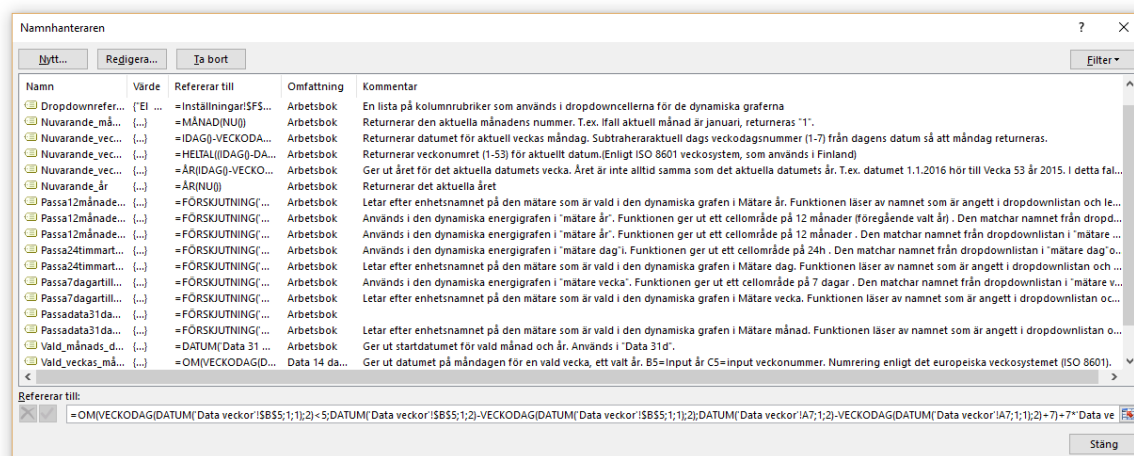 Namnhanteraren ? ×
Nytt... Redigera... Ta bort Filter
Namn Värde Refererar till Omfattning Kommentar
Dropdownrefer... {"El ... =Inställningar!$F$... Arbetsbok En lista på kolumnrubriker som används i dropdowncellerna för de dynamiska graferna
Nuvarande_må... {...} =MÅNAD(NU()) Arbetsbok Returnerar den aktuella månadens nummer. T.ex. Ifall aktuell månad är januari, returneras "1".
Nuvarande_vec... {...} =IDAG()-VECKODA... Arbetsbok Returnerar datumet för aktuell veckas måndag. Subtraheraraktuell dags veckodagsnummer (1-7) från dagens datum så att måndag returneras.
Nuvarande_vec... {...} =HELTAL((IDAG()-DA... Arbetsbok Returnerar veckonumret (1-53) för aktuellt datum.(Enligt ISO 8601 veckosystem, som används i Finland)
Nuvarande_vec... {...} =ÅR(IDAG()-VECKO... Arbetsbok Ger ut året för det aktuella datumets vecka. Året är inte alltid samma som det aktuella datumets år. T.ex. datumet 1.1.2016 hör till Vecka 53 år 2015. I detta fal...
Nuvarande_år {...} =ÅR(NU()) Arbetsbok Returnerar det aktuella året
Passa12månade... {...} =FÖRSKJUTNING('... Arbetsbok Letar efter enhetsnamnet på den mätare som är vald i den dynamiska grafen i Mätare år. Funktionen läser av namnet som är angett i dropdownlistan och le...
Passa12månade... {...} =FÖRSKJUTNING('... Arbetsbok Används i den dynamiska energigrafen i "mätare år". Funktionen ger ut ett cellområde på 12 månader (föregående valt år) . Den matchar namnet från dropd...
Passa12månade... {...} =FÖRSKJUTNING('... Arbetsbok Används i den dynamiska energigrafen i "mätare år". Funktionen ger ut ett cellområde på 12 månader . Den matchar namnet från dropdownlistan i "mätare ...
Passa24timmart... {...} =FÖRSKJUTNING('... Arbetsbok Används i den dynamiska energigrafen i "mätare dag"i. Funktionen ger ut ett cellområde på 24h . Den matchar namnet från dropdownlistan i "mätare dag"o...
Passa24timmart... {...} =FÖRSKJUTNING('... Arbetsbok Letar efter enhetsnamnet på den mätare som är vald i den dynamiska grafen i Mätare dag. Funktionen läser av namnet som är angett i dropdownlistan och ...
Passa7dagartill... {...} =FÖRSKJUTNING('... Arbetsbok Används i den dynamiska energigrafen i "mätare vecka". Funktionen ger ut ett cellområde på 7 dagar . Den matchar namnet från dropdownlistan i "mätare v...
Passa7dagartill... {...} =FÖRSKJUTNING('... Arbetsbok Letar efter enhetsnamnet på den mätare som är vald i den dynamiska grafen i Mätare vecka. Funktionen läser av namnet som är angett i dropdownlistan oc...
Passadata31da... {...} =FÖRSKJUTNING('... Arbetsbok
Passadata31da... {...} =FÖRSKJUTNING('... Arbetsbok Letar efter enhetsnamnet på den mätare som är vald i den dynamiska grafen i Mätare månad. Funktionen läser av namnet som är angett i dropdownlistan o...
Vald_månads_d... {...} =DATUM('Data 31 ... Arbetsbok Ger ut startdatumet för vald månad och år. Används i "Data 31d".
Vald_veckas_må... {...} =OM(VECKODAG(D... Data 14 da... Ger ut datumet på måndagen för en vald vecka, ett valt år. B5=Input år C5=input veckonummer. Numrering enligt det europeiska veckosystemet (ISO 8601).
Refererar till:
=OM(VECKODAG(DATUM('Data veckor'!$B$5;1;1);2)<5;DATUM('Data veckor'!$B$5;1;2)-VECKODAG(DATUM('Data veckor'!$B$5;1;1);2);DATUM('Data veckor'!A7;1;2)-VECKODAG(DATUM('Data veckor'!A7;1;1);2)+7)+7*'Data ve
Stäng